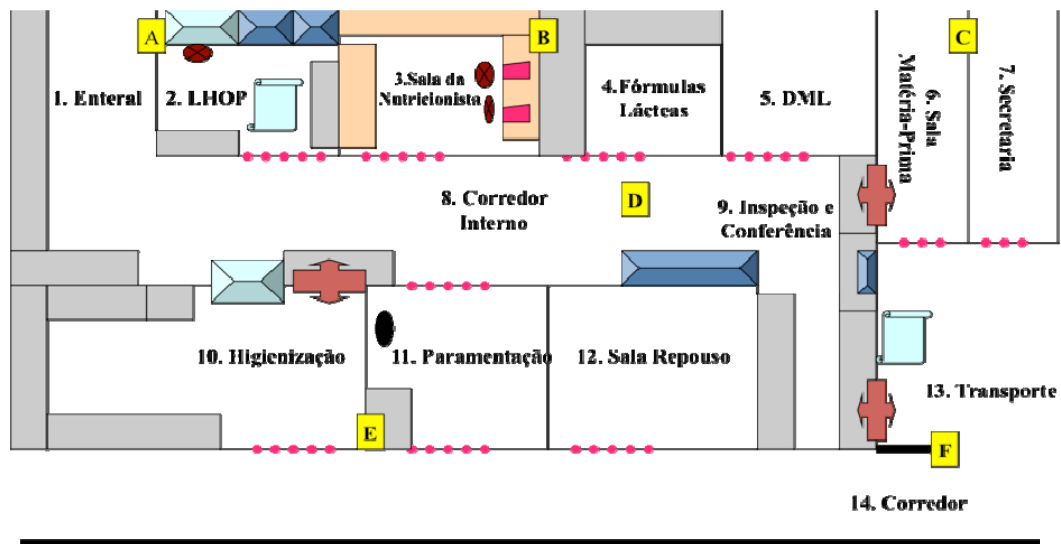 A
B
C
1. Enteral
2. LHOP
3.Sala da
Nutricionista
4.Fórmulas
Lácteas
5. DML
6. Sala
Matéria-Prima
7. Secretaria
8. Corredor
Interno
D
9. Inspeção e
Conferência
10. Higienização
11. Paramentação
12. Sala Repouso
13. Transporte
E
F
14. Corredor